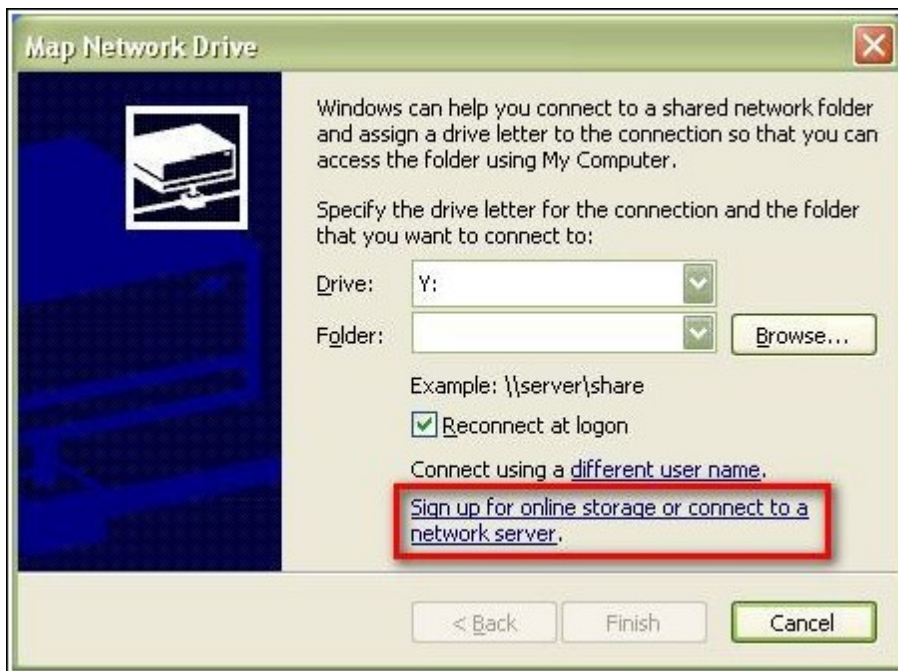 Map Network Drive
Windows can help you connect to a shared network folder
and assign a drive letter to the connection so that you can
access the folder using My Computer.
Specify the drive letter for the connection and the folder
that you want to connect to:
Drive: Y:
Folder: Browse...
Example: \\server\share
Reconnect at logon
Connect using a different user name.
Sign up for online storage or connect to a
network server.
< Back Finish Cancel